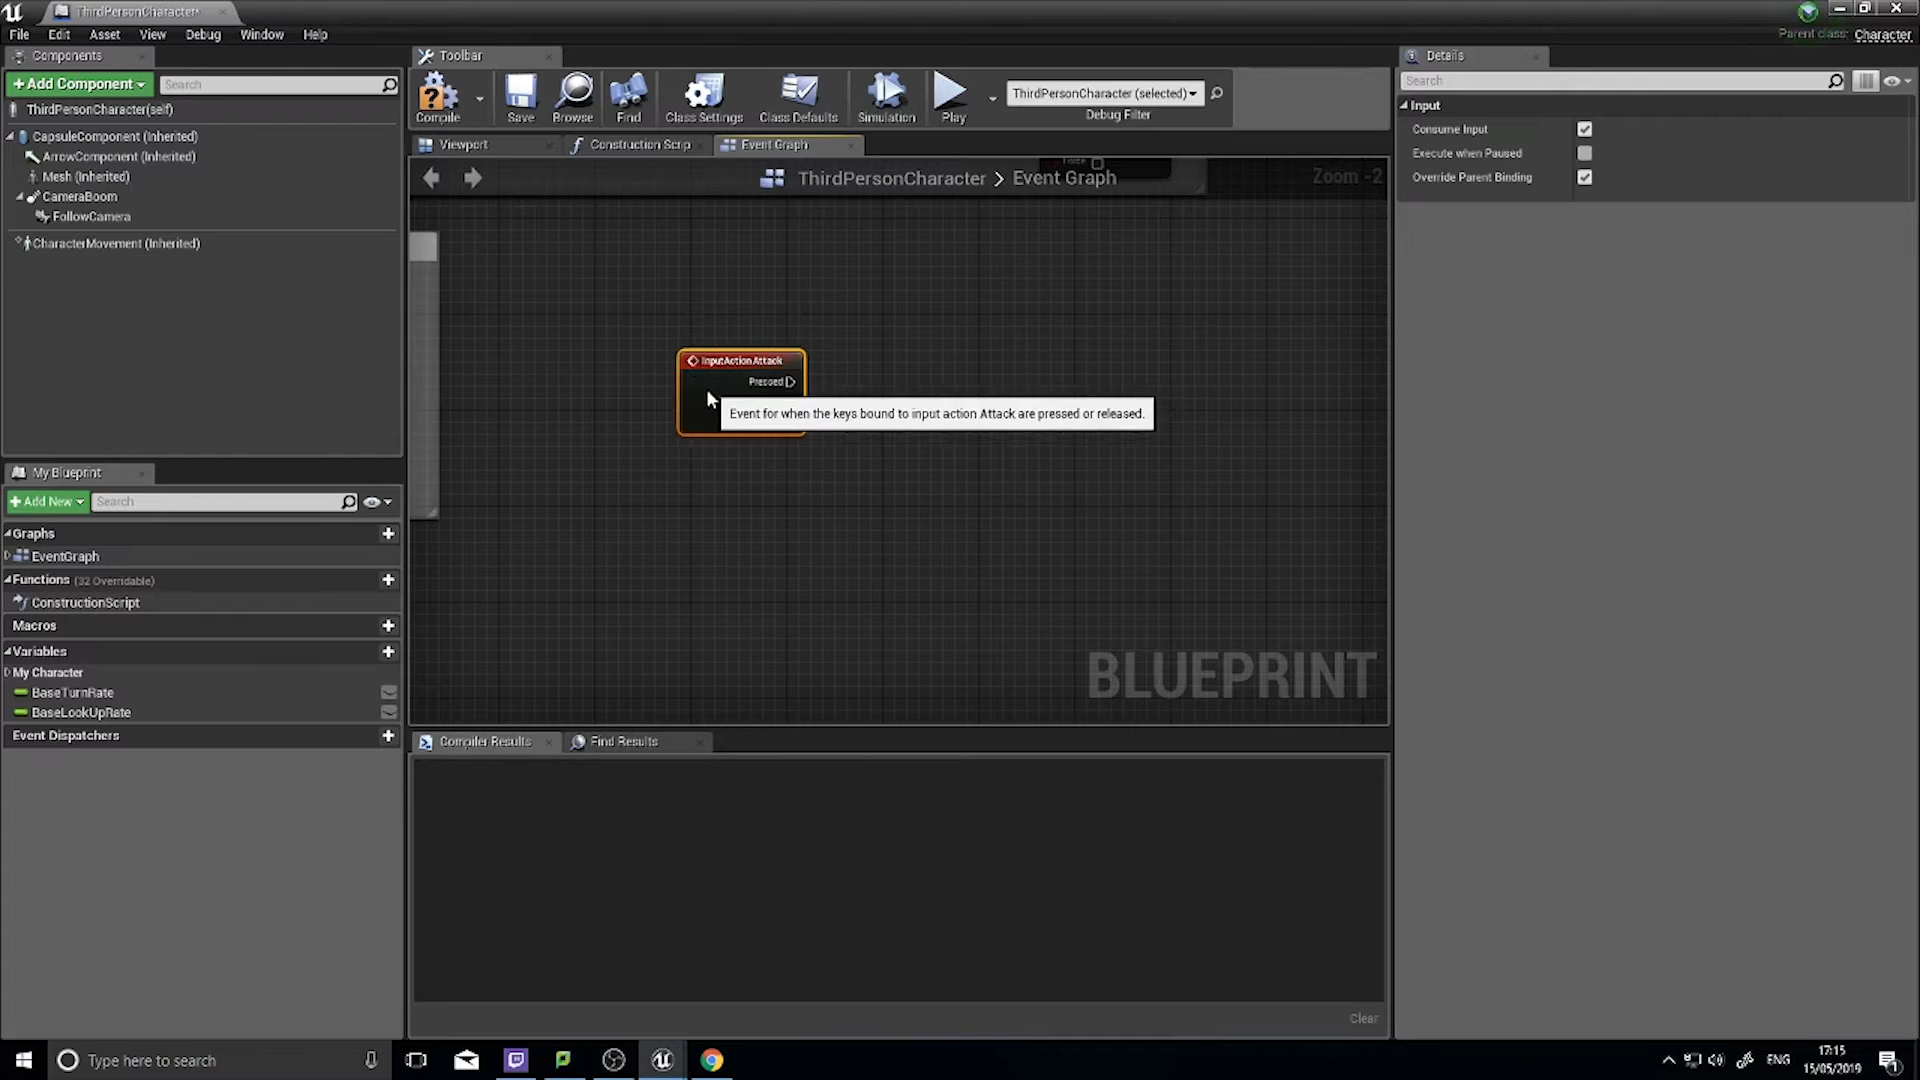 ThirdPersonCharacter*
File Edit Asset View Debug Window Help
Parent class: Character
Components
+Add Component
Search
ThirdPersonCharacter(self)
CapsuleComponent (Inherited)
ArrowComponent (Inherited)
Mesh (Inherited)
CameraBoom
FollowCamera
CharacterMovement (Inherited)
My Blueprint
+Add New
Search
Graphs
EventGraph
Functions (32 Overridable)
ConstructionScript
Macros
Variables
My Character
BaseTurnRate
BaseLookUpRate
Event Dispatchers
Toolbar
Compile
Save
Browse
Find
Class Settings
Class Defaults
Simulation
Play
ThirdPersonCharacter (selected)
Debug Filter
Viewport
Construction Scrip
Event Graph
ThirdPersonCharacter > Event Graph
Zoom -2
InputAction Attack
Pressed
Event for when the keys bound to input action Attack are pressed or released.
BLUEPRINT
Compiler Results
Find Results
Clear
Details
Search
Input
Consume Input
Execute when Paused
Override Parent Binding
Type here to search
ENG
17:15
15/05/2019